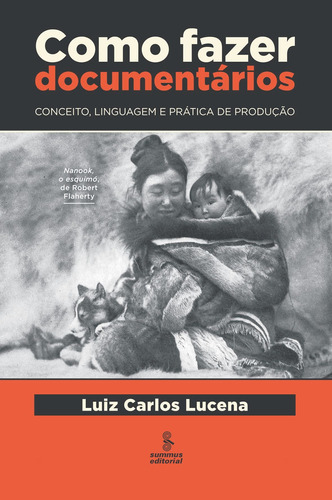 Como fazer
documentários
CONCEITO, LINGUAGEM E PRÁTICA DE PRODUÇÃO
Nanook,
o esquimó,
de Robert
Flaherty
Luiz Carlos Lucena
summus
editorial